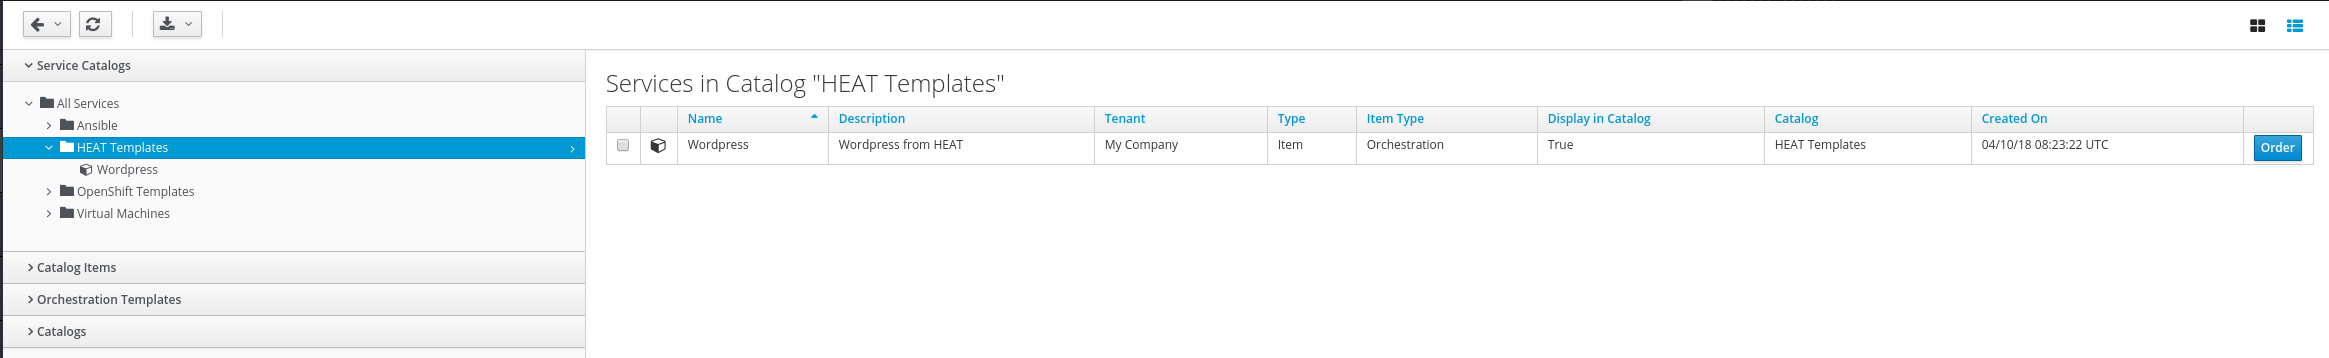 Service Catalogs
All Services
Ansible
HEAT Templates
Wordpress
OpenShift Templates
Virtual Machines
Catalog Items
Orchestration Templates
Catalogs
Services in Catalog "HEAT Templates"
Name Description Tenant Type Item Type Display in Catalog Catalog Created On
Wordpress Wordpress from HEAT My Company Item Orchestration True HEAT Templates 04/10/18 08:23:22 UTC Order